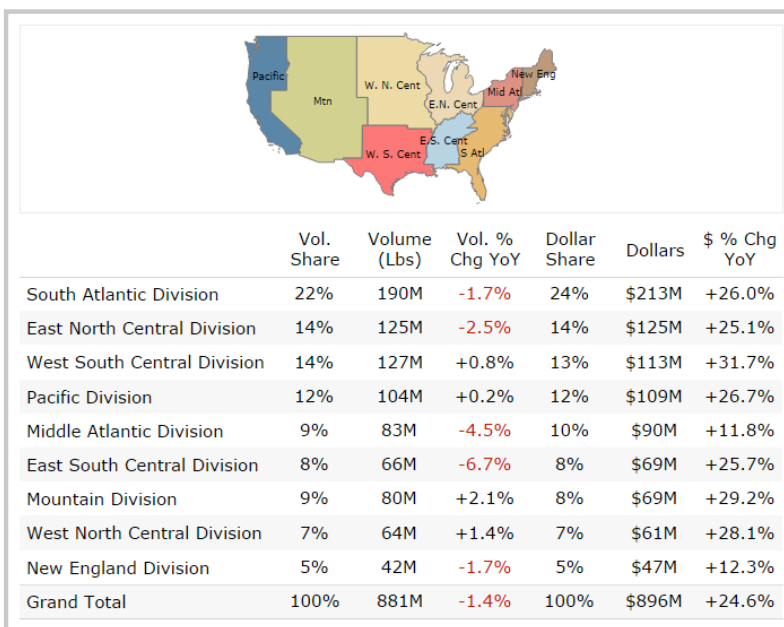 Pacific
Mtn
W. N. Cent
E.N. Cent
New Eng
Mid Atl
W. S. Cent
E.S. Cent
S Atl
Vol. Share Volume (Lbs) Vol. % Chg YoY Dollar Share Dollars $ % Chg YoY
South Atlantic Division 22% 190M -1.7% 24% $213M +26.0%
East North Central Division 14% 125M -2.5% 14% $125M +25.1%
West South Central Division 14% 127M +0.8% 13% $113M +31.7%
Pacific Division 12% 104M +0.2% 12% $109M +26.7%
Middle Atlantic Division 9% 83M -4.5% 10% $90M +11.8%
East South Central Division 8% 66M -6.7% 8% $69M +25.7%
Mountain Division 9% 80M +2.1% 8% $69M +29.2%
West North Central Division 7% 64M +1.4% 7% $61M +28.1%
New England Division 5% 42M -1.7% 5% $47M +12.3%
Grand Total 100% 881M -1.4% 100% $896M +24.6%